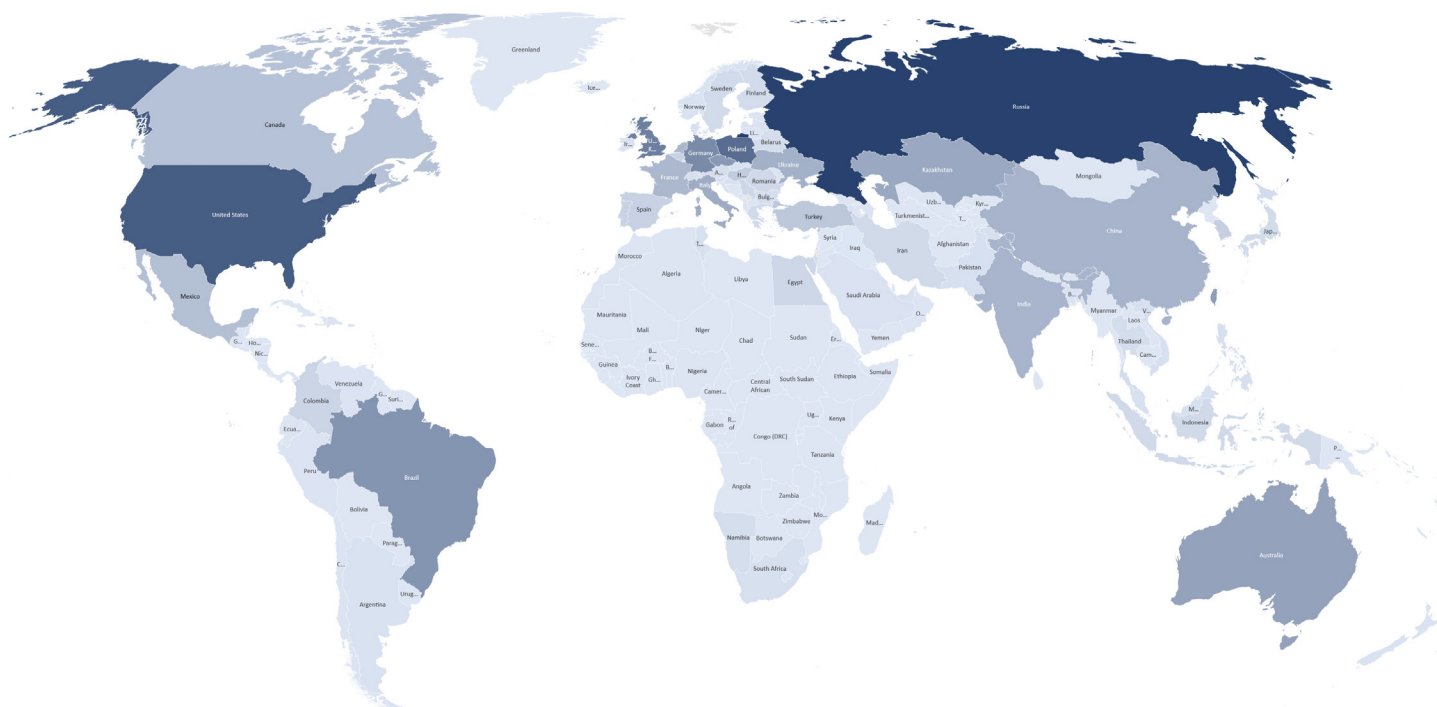 Greenland
Ice...
Canada
United States
Mexico
G...
Ho...
Nic...
Venezuela
Colombia
G...
Suri...
Ecua...
Peru
Brazil
Bolivia
Parag...
C...
Urug...
Argentina
Sweden
Finland
Norway
Russia
Ir...
U...
K...
Li...
Belarus
Germany
Poland
Ukraine
France
A...
H...
Romania
Italy
Bulg...
Spain
Turkey
Kazakhstan
Mongolia
Uzb...
Kyr...
Turkmenist...
T...
China
Jap...
Syria
Iraq
Iran
Afghanistan
Pakistan
Morocco
T...
Algeria
Libya
Egypt
Saudi Arabia
O...
Yemen
India
B...
Myanmar
V...
Laos
Thailand
Cam...
M...
Indonesia
P...
...
Mauritania
Mali
Niger
Chad
Sudan
Er...
Sene...
Guinea
B...
F...
Ivory
Coast
Gh...
B...
Nigeria
Camer...
Central
African
South Sudan
Ethiopia
Somalia
Gabon
R...
of
Congo (DRC)
Ug...
Kenya
Tanzania
Angola
Zambia
Mo...
Zimbabwe
Mad...
Namibia
Botswana
South Africa
Australia